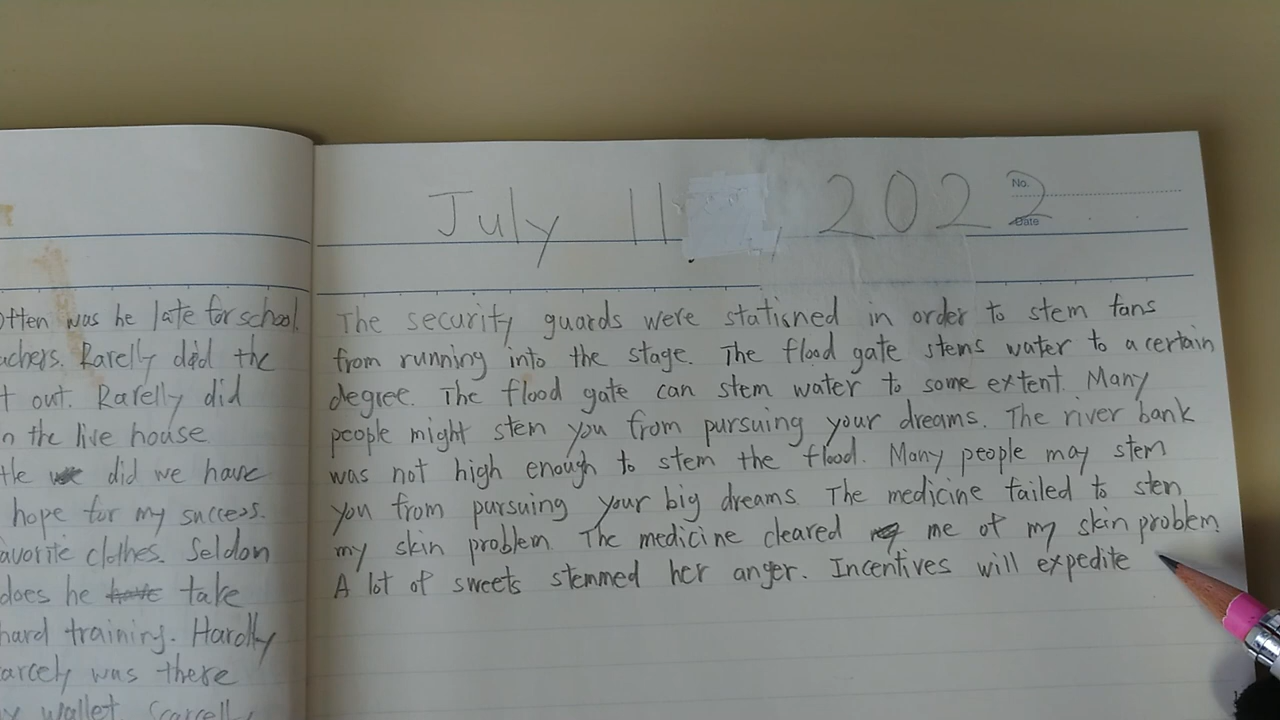 July 11 , 2022
No.
Date
often was he late for school.
achers. Rarelly did the
t out. Rarelly did
n the live house
tle did we have
hope for my success.
avorite clothes. Seldon
does he have take
hard training. Hardly
arcely was there
wallet. Scarcelly
The security guards were stationed in order to stem fans
from running into the stage. The flood gate stems water to a certain
degree. The flood gate can stem water to some extent. Many
people might stem you from pursuing your dreams. The river bank
was not high enough to stem the flood. Many people may stem
you from pursuing your big dreams. The medicine failed to stem
my skin problem. The medicine cleared me of my skin problem.
A lot of sweets stemmed her anger. Incentives will expedite